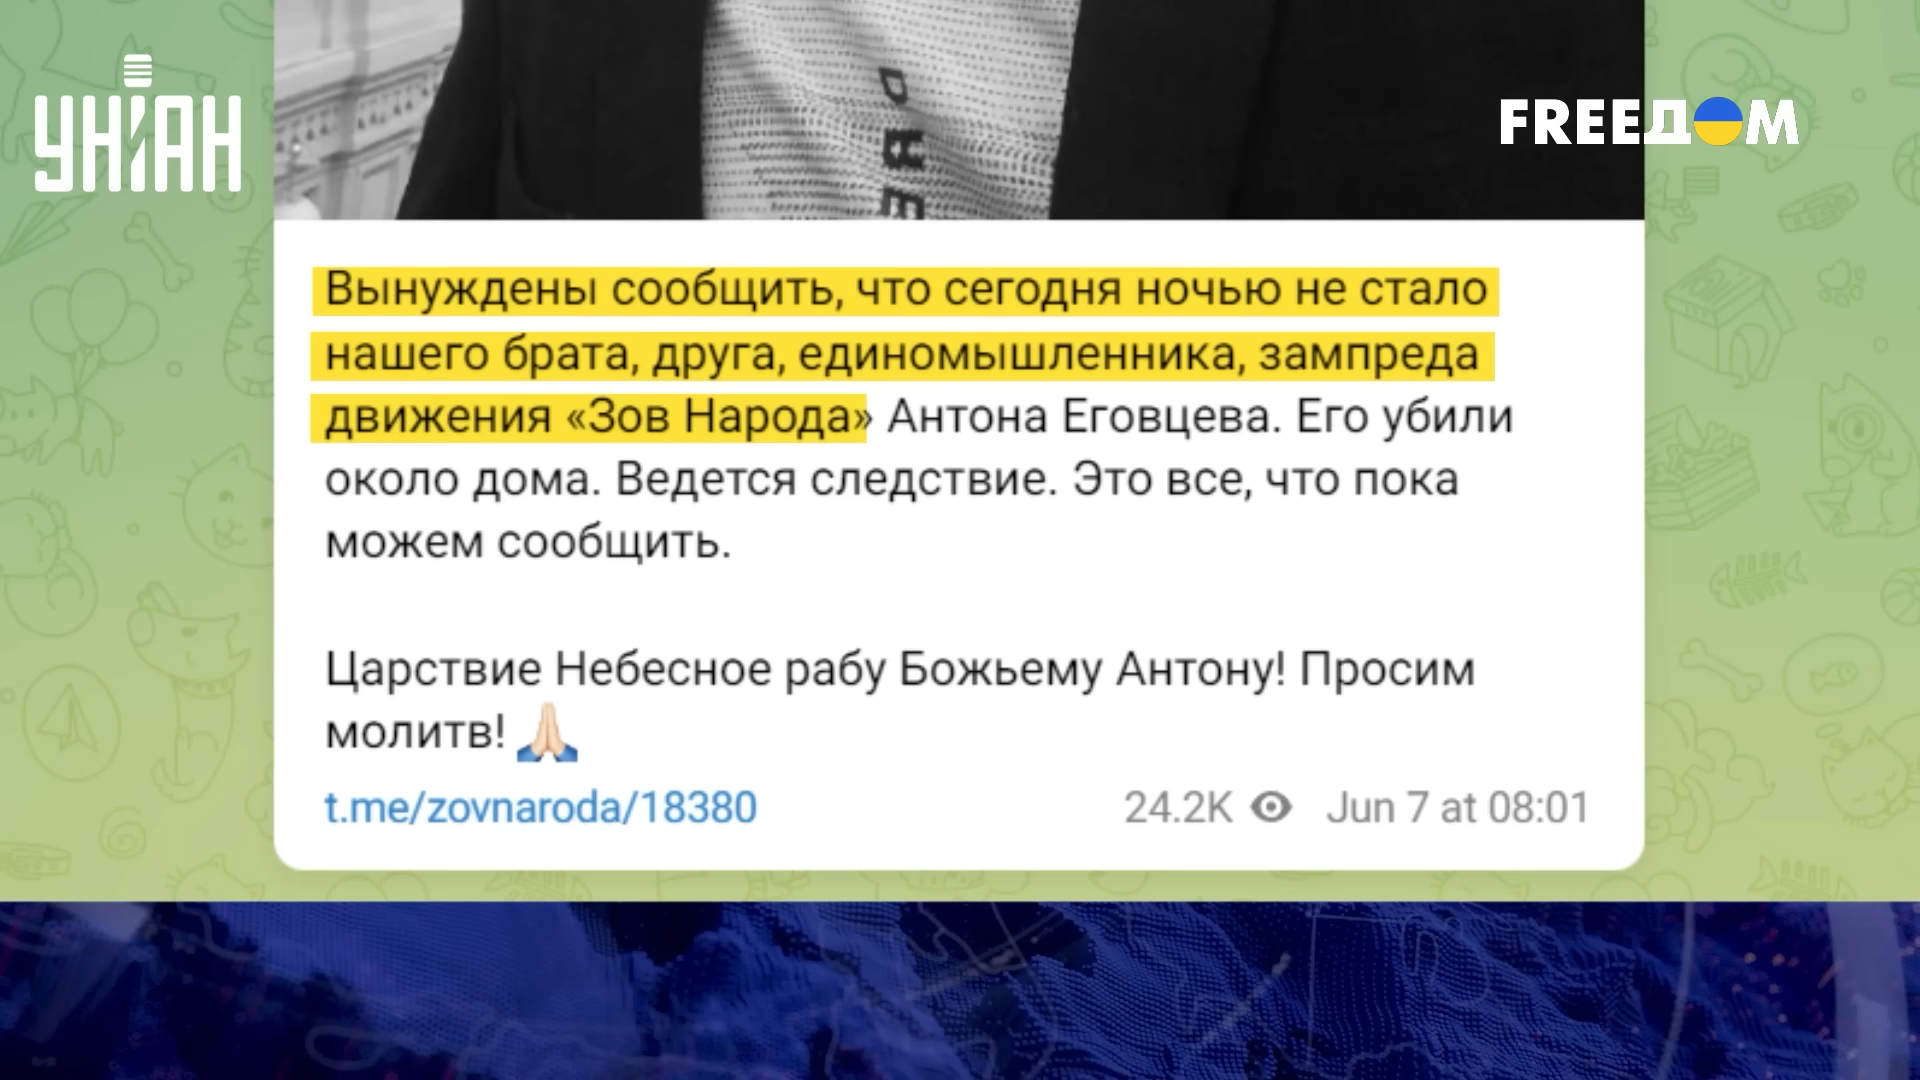 УНІАН
FREEДОМ
Вынуждены сообщить, что сегодня ночью не стало
нашего брата, друга, единомышленника, зампреда
движения «Зов Народа» Антона Еговцева. Его убили
около дома. Ведется следствие. Это все, что пока
можем сообщить.
Царствие Небесное рабу Божьему Антону! Просим
молитв! 🙏🏻
t.me/zovnaroda/18380 24.2K Jun 7 at 08:01